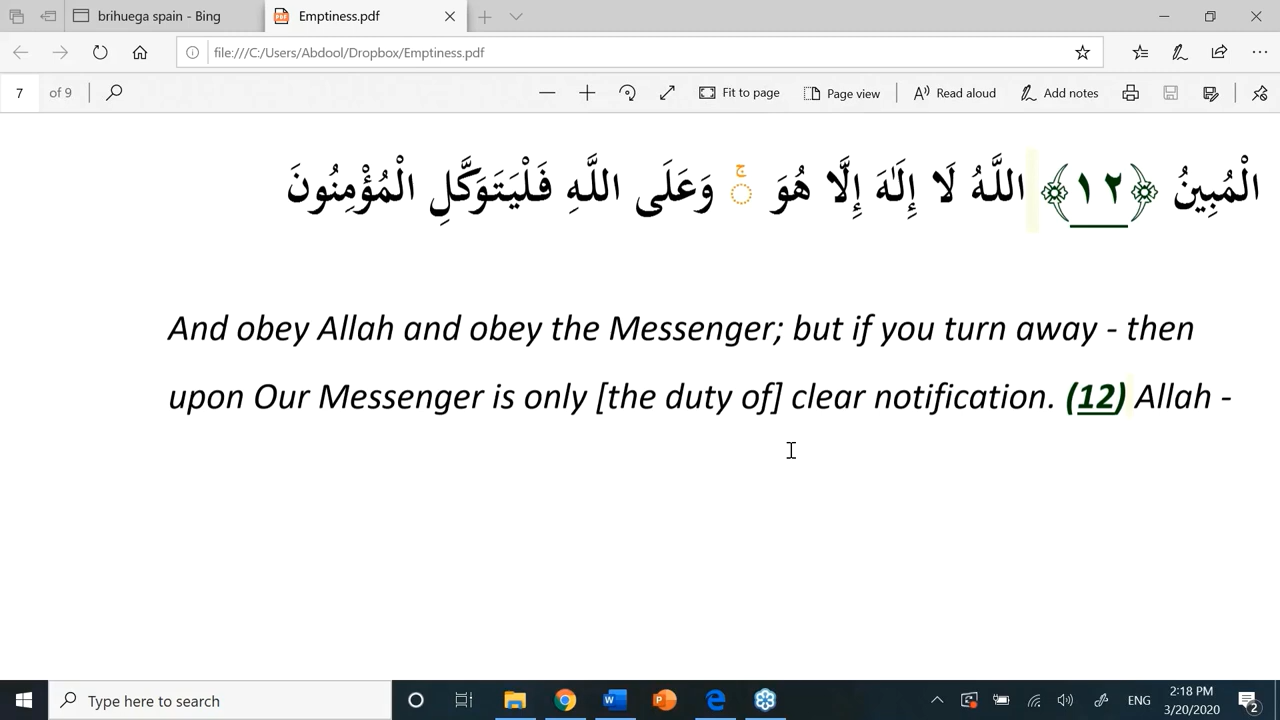 brihuega spain - Bing
Emptiness.pdf
file:///C:/Users/Abdool/Dropbox/Emptiness.pdf
7 of 9
Fit to page
Page view
Read aloud
Add notes
الْمُبِينُ ﴿١٢﴾ اللَّهُ لَا إِلَٰهَ إِلَّا هُوَ ۚ وَعَلَى اللَّهِ فَلْيَتَوَكَّلِ الْمُؤْمِنُونَ
And obey Allah and obey the Messenger; but if you turn away - then
upon Our Messenger is only [the duty of] clear notification. (12) Allah -
Type here to search
ENG
2:18 PM
3/20/2020
2